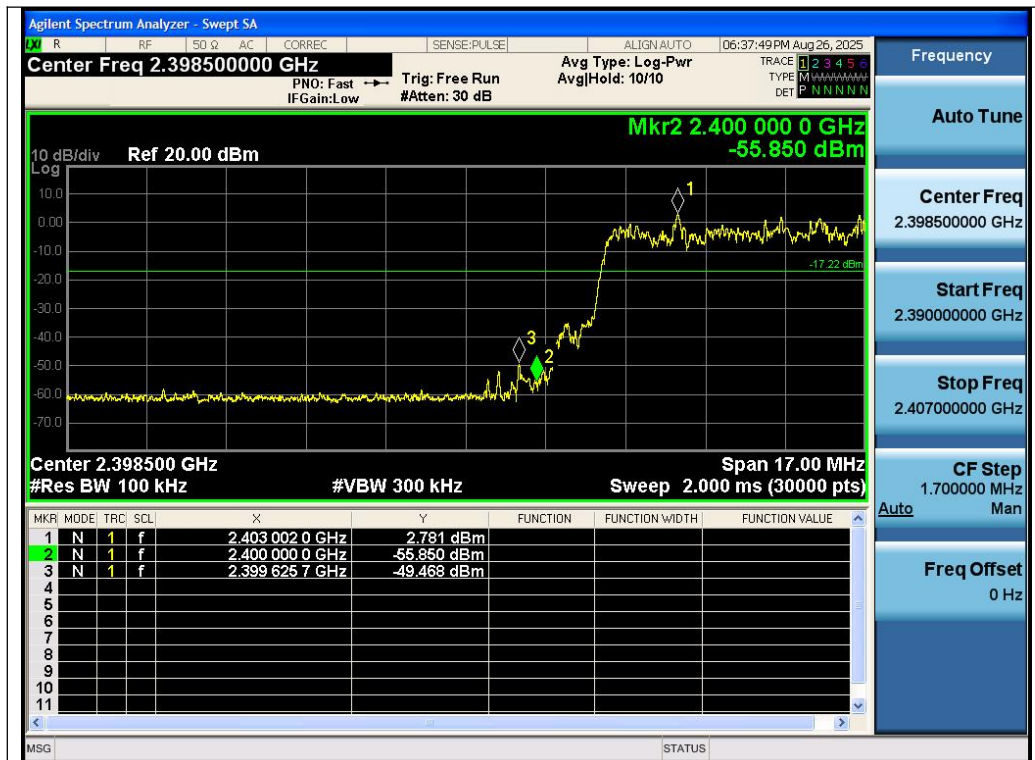 Agilent Spectrum Analyzer - Swept SA
LXI R RF 50 Ω AC CORREC SENSE:PULSE ALIGN AUTO 06:37:49 PM Aug 26, 2025
Center Freq 2.398500000 GHz
PNO: Fast
IFGain:Low
Trig: Free Run
#Atten: 30 dB
Avg Type: Log-Pwr
Avg|Hold: 10/10
TRACE 1 2 3 4 5 6
TYPE M WWWWW
DET P N N N N N
Mkr2 2.400 000 0 GHz
-55.850 dBm
10 dB/div Ref 20.00 dBm
Log
10.0
0.00
-10.0
-20.0
-30.0
-40.0
-50.0
-60.0
-70.0
1
-17.22 dBm
3
2
Center 2.398500 GHz Span 17.00 MHz
#Res BW 100 kHz #VBW 300 kHz Sweep 2.000 ms (30000 pts)
MKR MODE TRC SCL X Y FUNCTION FUNCTION WIDTH FUNCTION VALUE
1 N 1 f 2.403 002 0 GHz 2.781 dBm
2 N 1 f 2.400 000 0 GHz -55.850 dBm
3 N 1 f 2.399 625 7 GHz -49.468 dBm
4
5
6
7
8
9
10
11
MSG STATUS
Frequency
Auto Tune
Center Freq
2.398500000 GHz
Start Freq
2.390000000 GHz
Stop Freq
2.407000000 GHz
CF Step
1.700000 MHz
Auto Man
Freq Offset
0 Hz